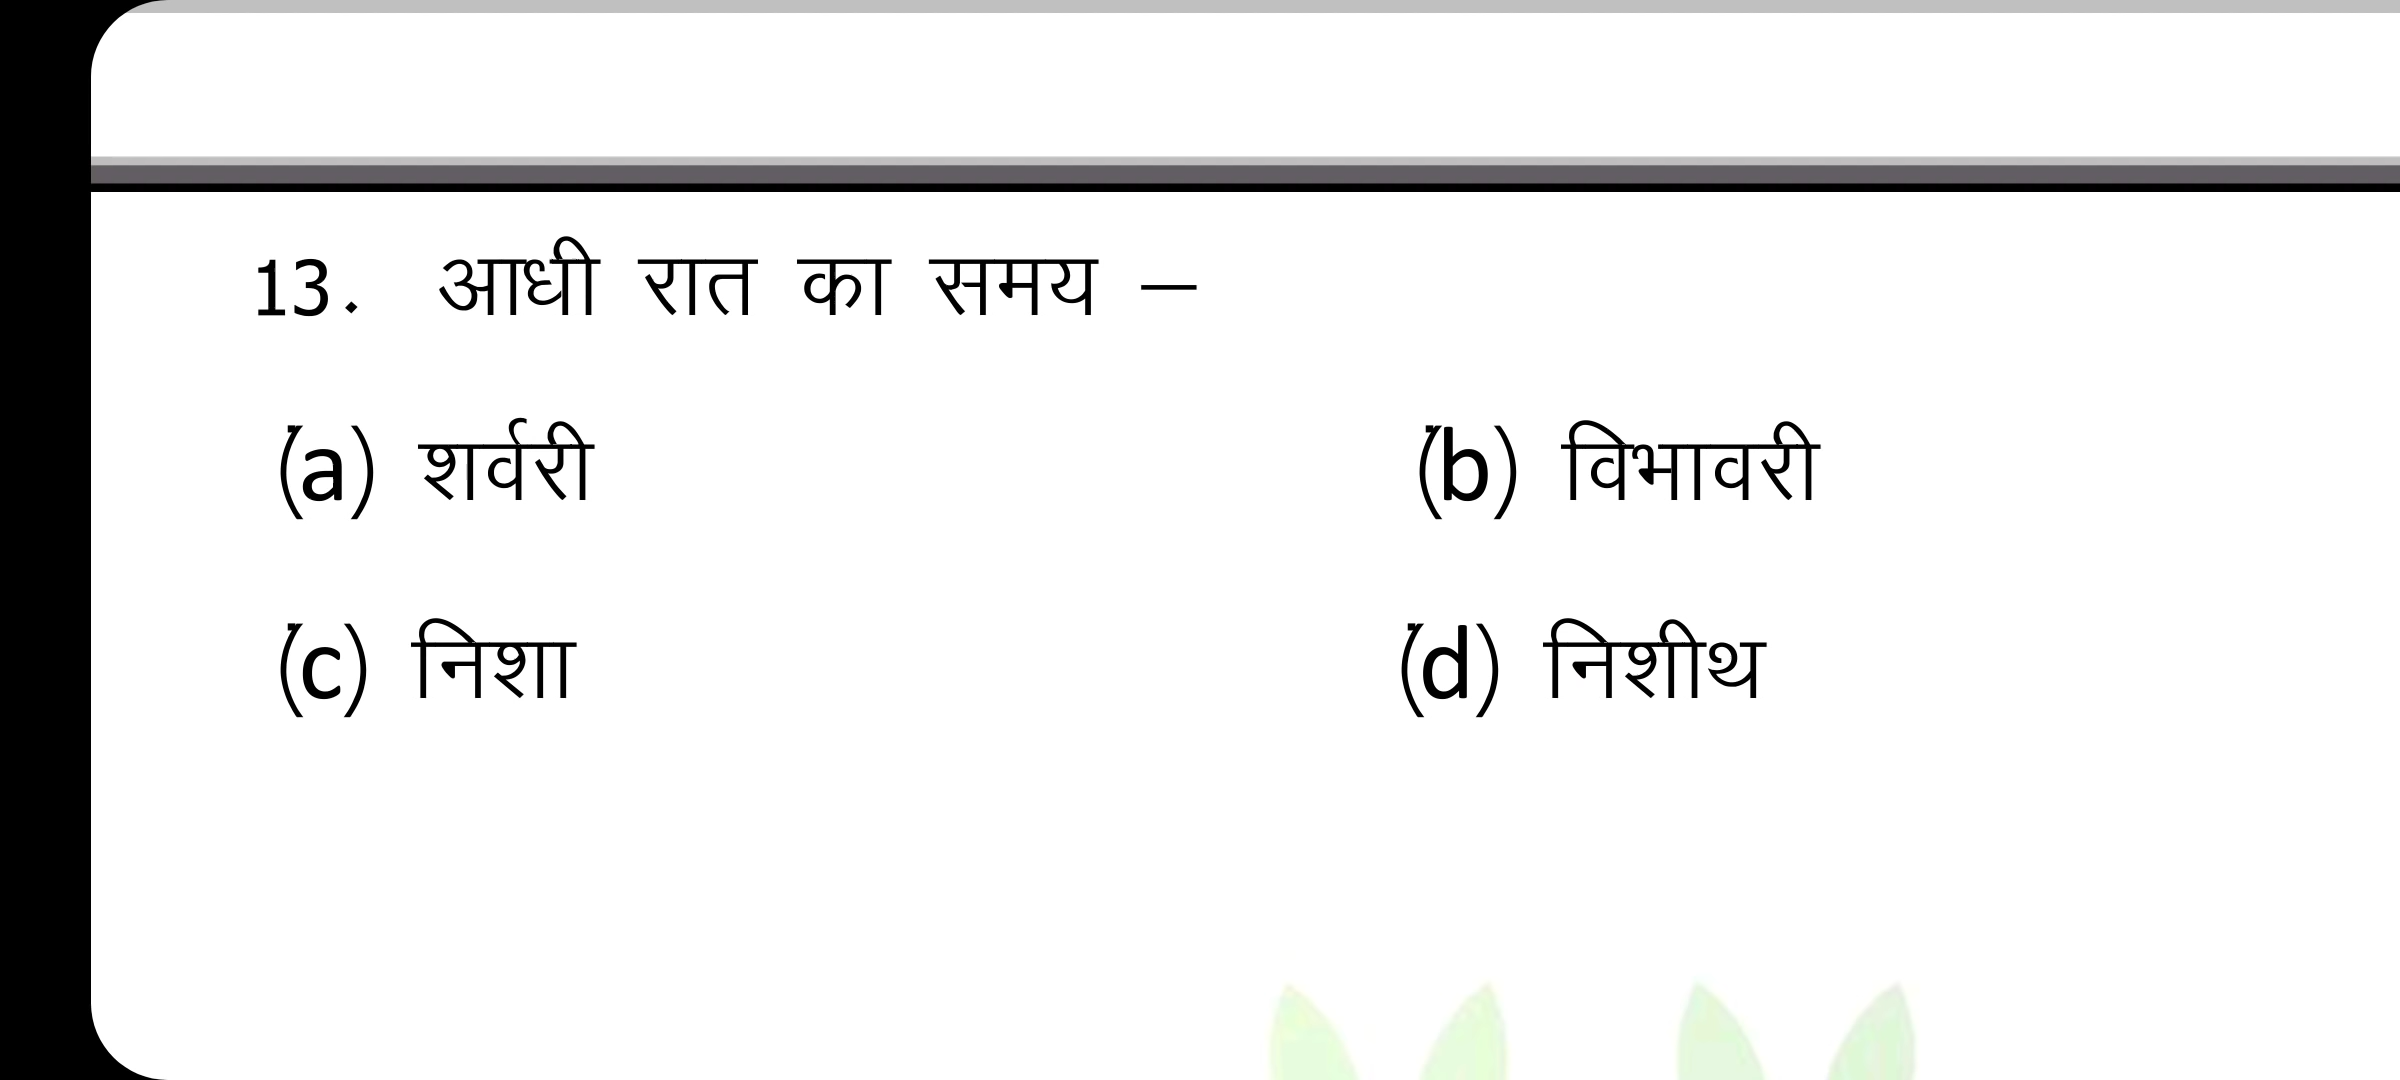 13. आधी रात का समय –
(a) शर्वरी (b) विभावरी
(c) निशा (d) निशीथ